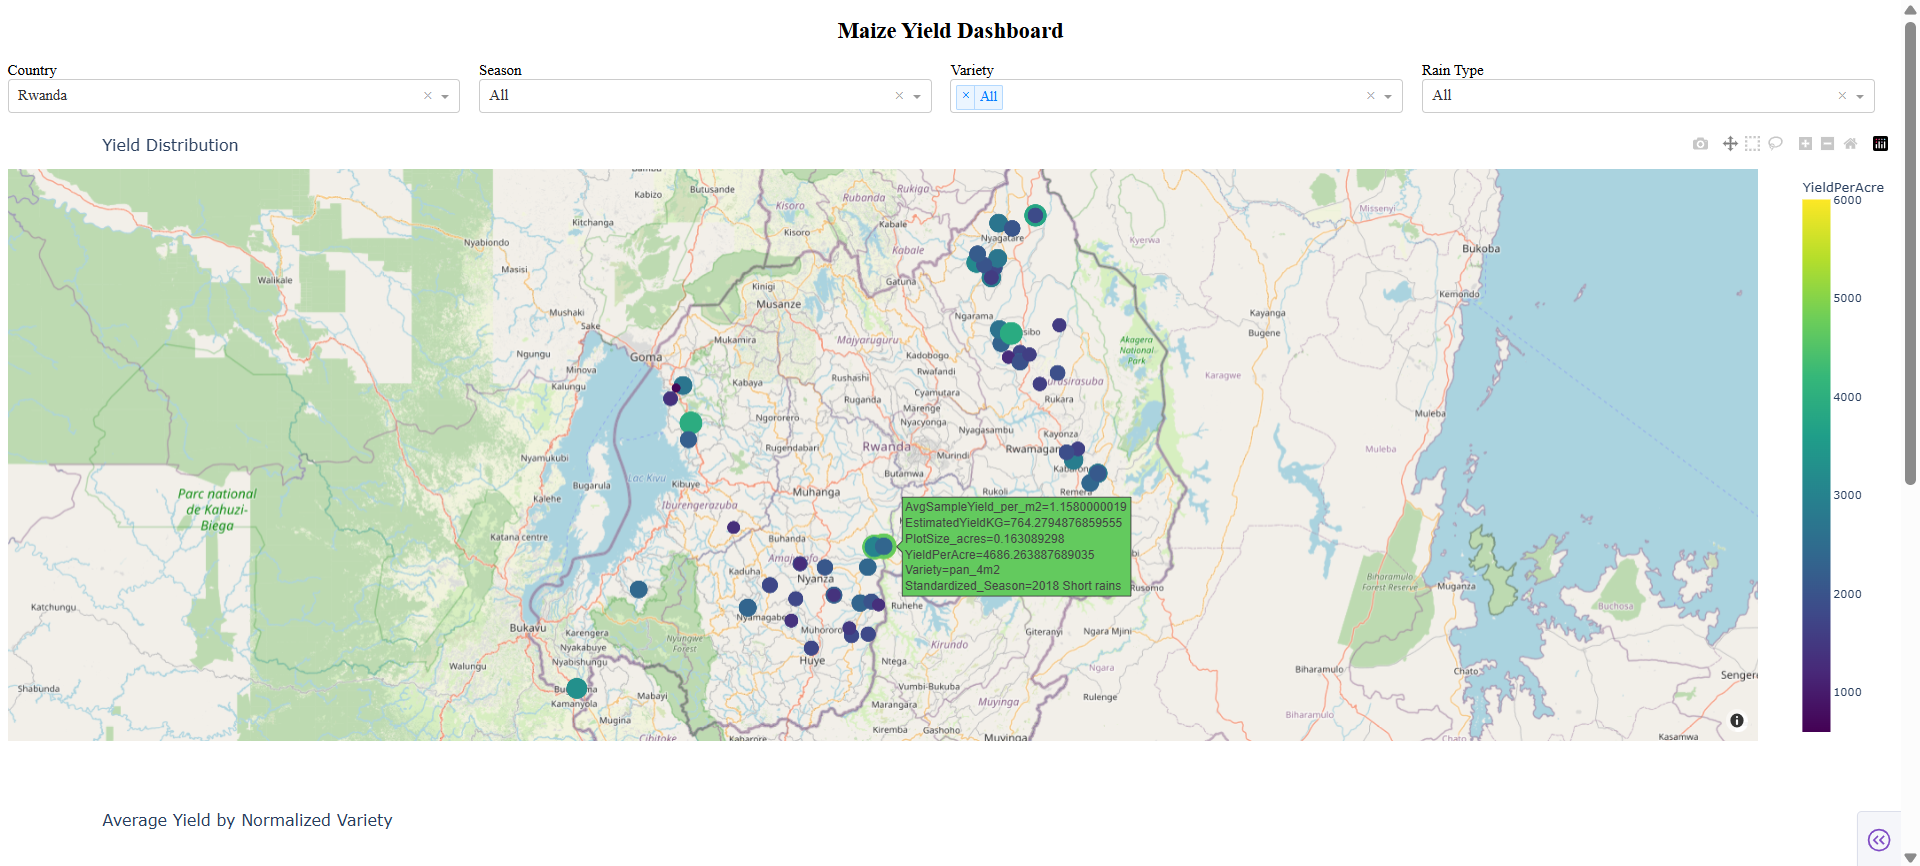 Maize Yield Dashboard
Country
Season
Variety
Rain Type
Rwanda
All
× All
All
Yield Distribution
YieldPerAcre
6000
5000
4000
3000
2000
1000
Kabizo
Butusande
Rukiga
Kisoro
Rubanda
Kitchanga
Kisoro
Kabale
Missenyi
Nyabiondo
Kabale
Nyagatare
Kyerwa
Bukoba
Masisi
Walikale
Kinigi
Gatuna
Musanze
Kemondo
Mushaki
Ngarama
Kayanga
Sake
Bugene
Mukamira
Mayaruguru
Akagera
National
Park
Goma
Ngungu
Kadobogo
Minova
Rwafandi
Kalungu
Kabaya
Rushashi
Karagwe
Cyamutara
Ruganda
Rukara
Marenge
Muleba
Ngororero
Nyacyonga
Nyagasambu
Kayonza
Rugendabari
Rwanda
Muleba
Nyamukubi
Murindi
Rwamagana
Butamwa
Lac Kivu
Bugarula
Kibuye
Rukoli
Remera
Parc national
de Kahuzi-
Biega
Muhanga
Kalehe
Iburengerazuba
Katana centre
Buhanda
Kaduha
Nyanza
Biharamulo
Forest Reserve
Muganza
Rusomo
Buchosa
Katchungu
Ruhehe
Nyamagabe
Bukavu
Karengera
Nyungwe
Forest
Giteranyi
Ngara Mjini
Nyakabuye
Kirundo
Nyabishungu
Huye
Ntega
Walungu
Ngara
Biharamulo
Chato
Shabunda
Vumbi-Bukuba
Mabayi
Rulenge
Kamanyola
Marangara
Muyinga
Mugina
Biharamulo
Kiremba
Gashoho
Cibitoke
Kabarore
Muyinga
Chato
Kasamwa
AvgSampleYield_per_m2=1.1580000019
EstimatedYieldKG=764.2794876859555
PlotSize_acres=0.163089298
YieldPerAcre=4686.263887689035
Variety=pan_4m2
Standardized_Season=2018 Short rains
Average Yield by Normalized Variety